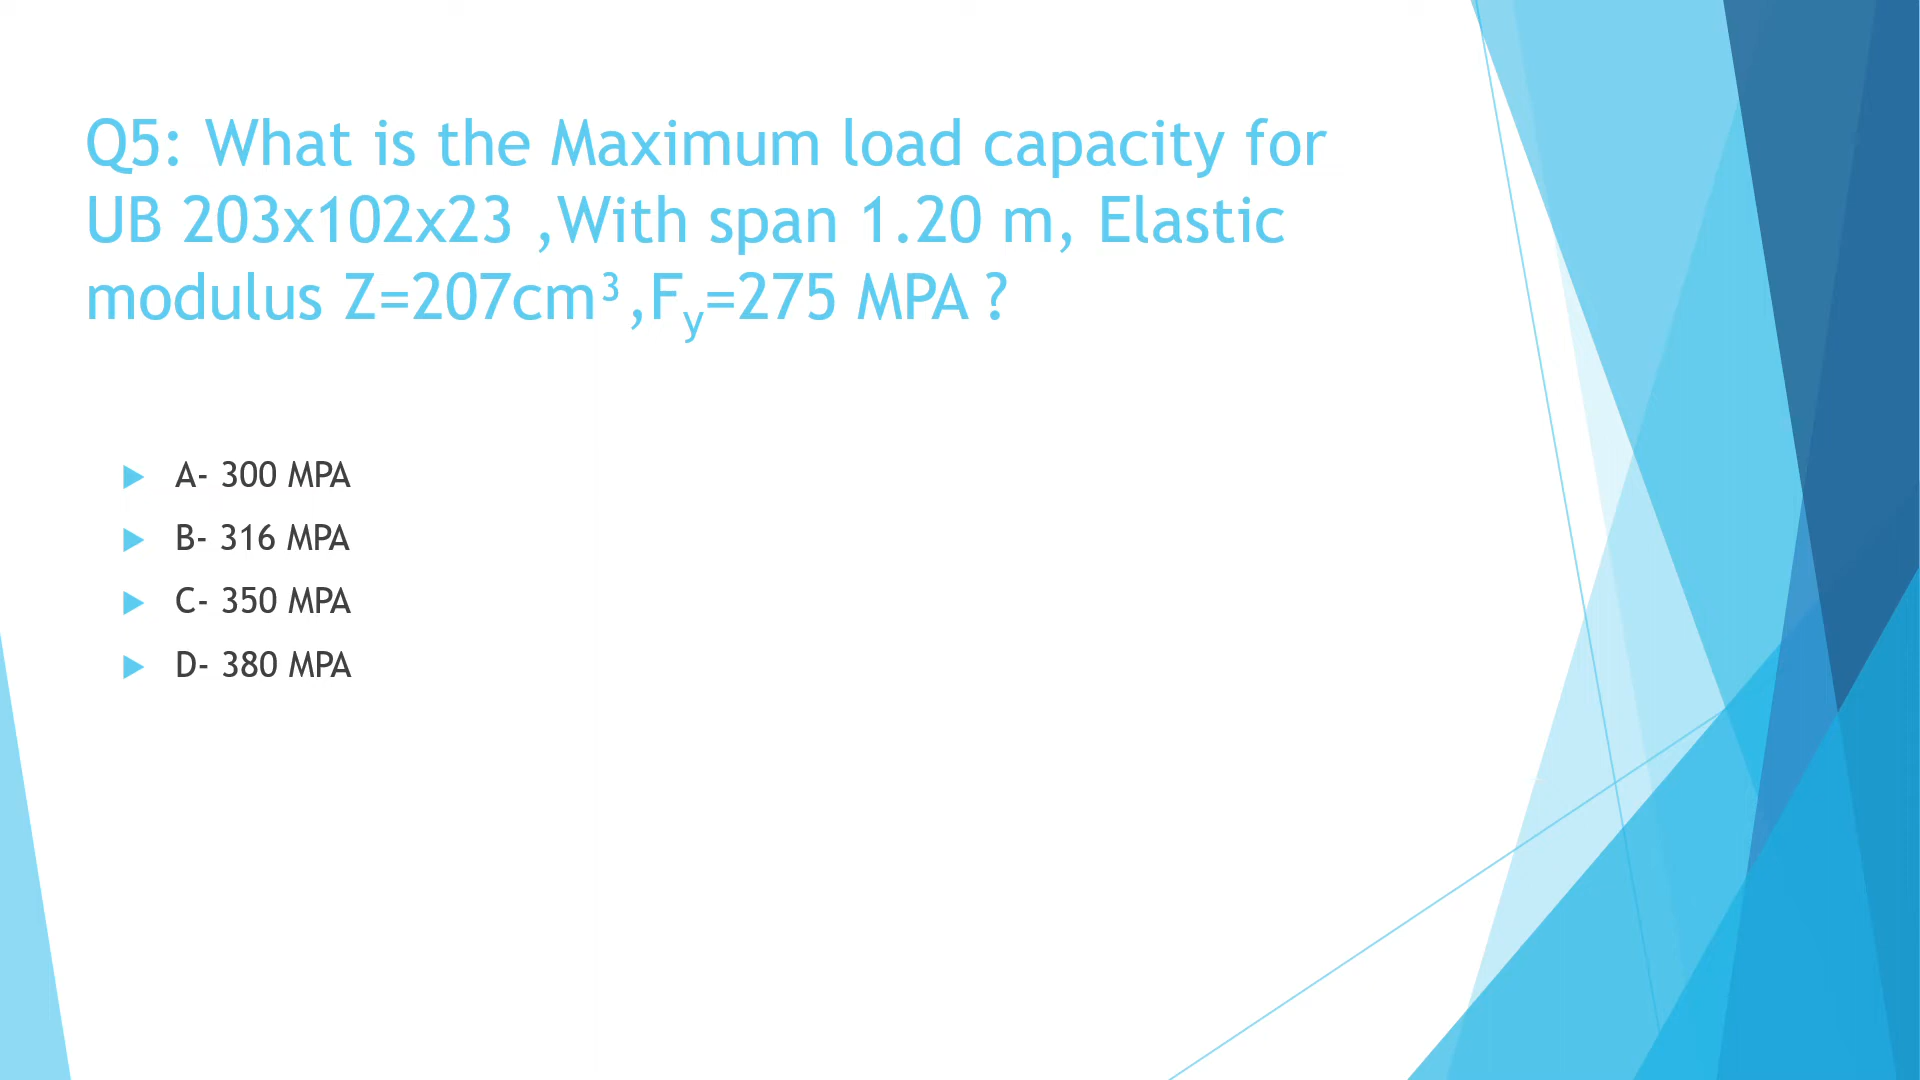 Q5: What is the Maximum load capacity for
UB 203x102x23 ,With span 1.20 m, Elastic
modulus Z=207cm³,Fy=275 MPA ?
A- 300 MPA
B- 316 MPA
C- 350 MPA
D- 380 MPA